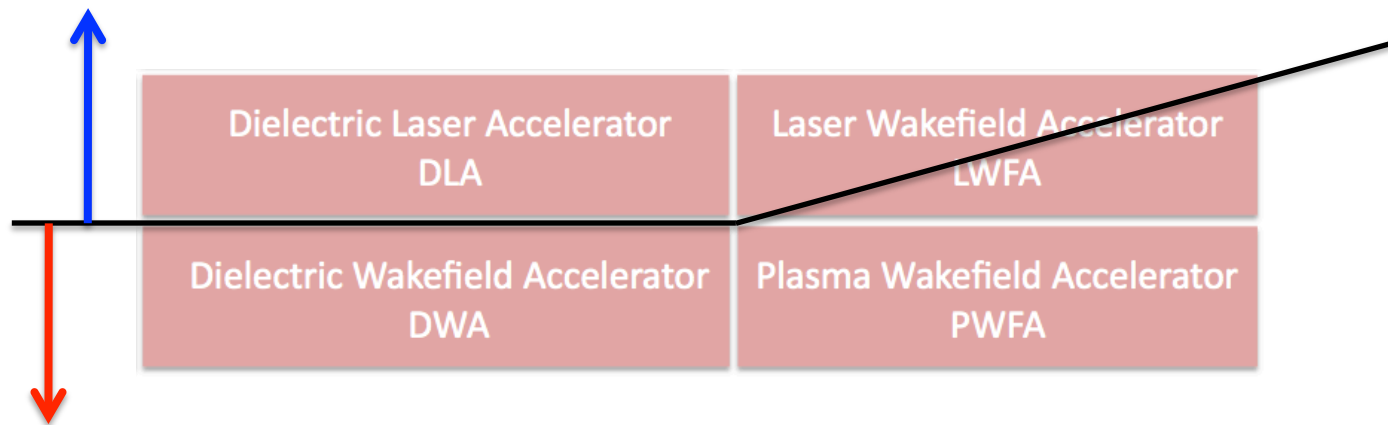 Dielectric Laser Accelerator
DLA
Laser Wakefield Accelerator
LWFA
Dielectric Wakefield Accelerator
DWA
Plasma Wakefield Accelerator
PWFA